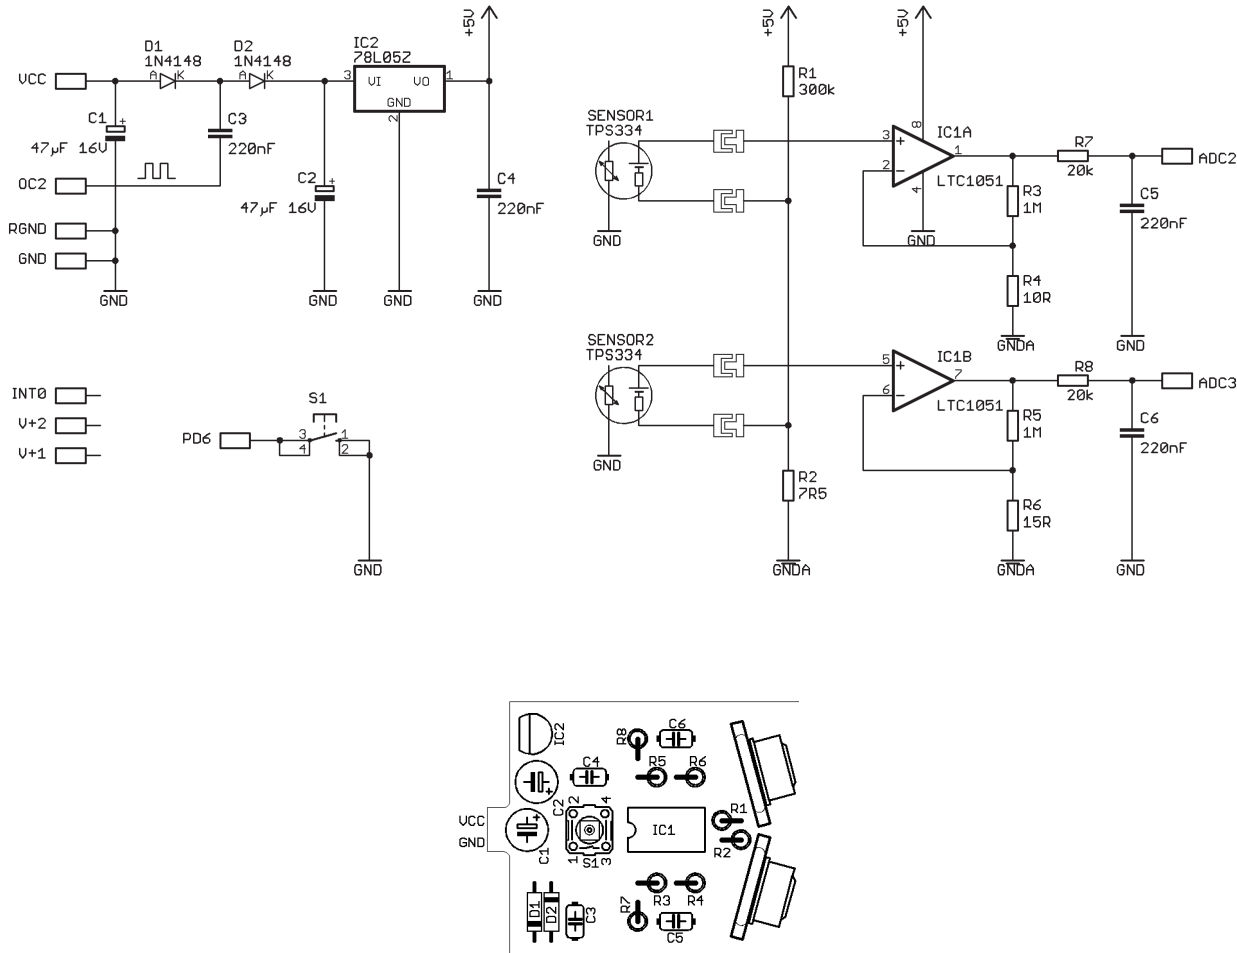 +5V
+5V
+5V
D1
1N4148
D2
1N4148
IC2
78L05Z
VCC
A
K
A
K
3
VI
VO
1
GND
2
R1
300k
C1
47µF 16V
+
C3
220nF
SENSOR1
TPS334
8
3
+
IC1A
1
2
−
LTC1051
4
GND
R7
20k
ADC2
OC2
C2
47µF 16V
+
C4
220nF
R3
1M
C5
220nF
RGND
GND
GND
GND
GND
GND
GND
R4
10R
GNDA
GND
SENSOR2
TPS334
5
+
IC1B
7
6
−
LTC1051
R8
20k
ADC3
INT0
V+2
V+1
S1
PD6
3
1
4
2
R5
1M
C6
220nF
GND
R2
7R5
R6
15R
GND
GNDA
GNDA
GND
IC2
R8
C6
C4
R5
R6
C2
+
2
4
VCC
GND
+
C1
1
S1
3
IC1
R1
R2
D1
D2
C3
R7
R3
R4
C5